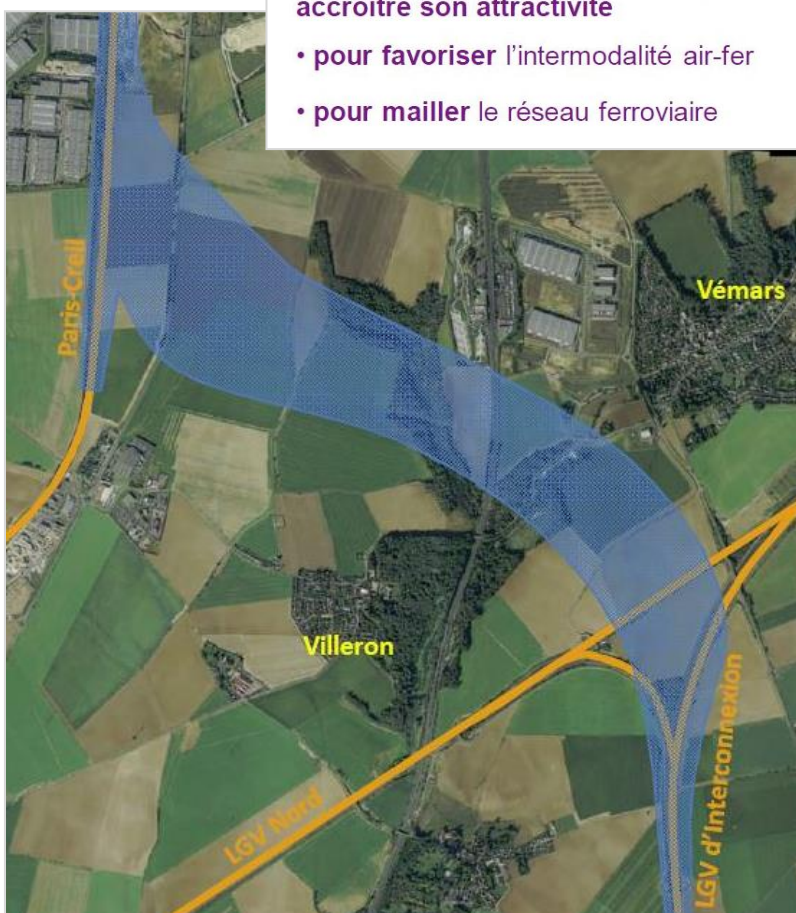 accroître son attractivité
• pour favoriser l'intermodalité air-fer
• pour mailler le réseau ferroviaire
Vémars
Paris-Creil
Villeron
LGV Nord
LGV d'Interconnexion